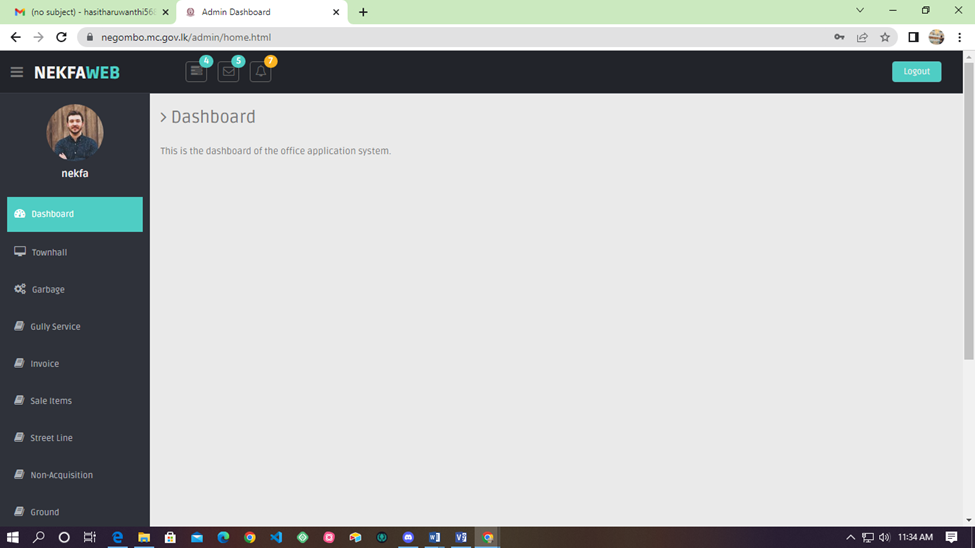 (no subject) - hasitharuwanthi56
Admin Dashboard
negombo.mc.gov.lk/admin/home.html
NEKFAWEB
4
5
7
Logout
nekfa
Dashboard
Townhall
Garbage
Gully Service
Invoice
Sale Items
Street Line
Non-Acquisition
Ground
> Dashboard
This is the dashboard of the office application system.
11:34 AM